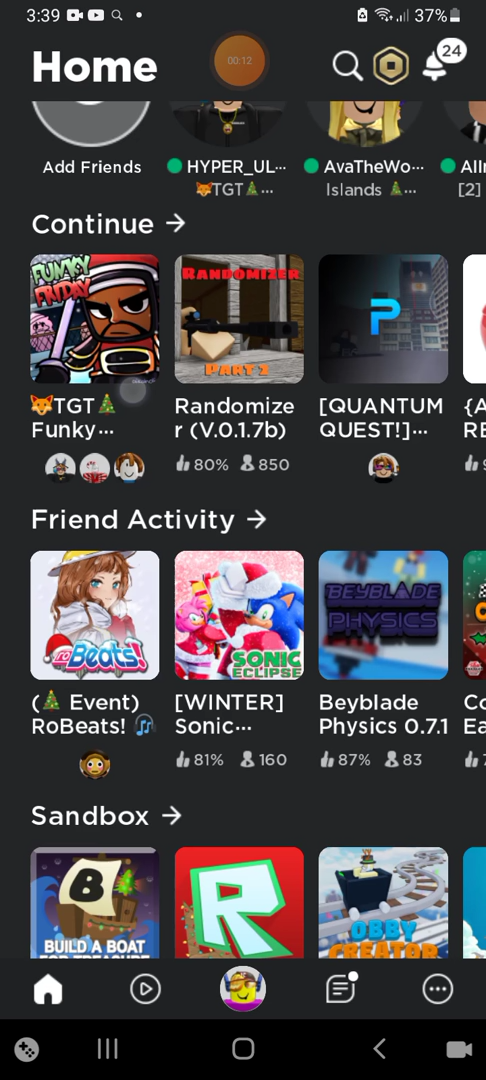 3:39
37%
Home
00:12
24
Add Friends
HYPER_UL...
AvaTheWo...
AllI
🦊TGT🎄...
Islands 🎄...
[2]
Continue →
FUNKY
FRIDAY
RANDOMIZER
PART 2
P
🦊TGT🎄
Funky...
Randomize
r (V.0.1.7b)
[QUANTUM
QUEST!]...
{A
RE
80%
850
Friend Activity →
roBeats!
SONIC
ECLIPSE
BEYBLADE
PHYSICS
(🎄 Event)
RoBeats! 🎧
[WINTER]
Sonic...
Beyblade
Physics 0.7.1
Co
Ea
81%
160
87%
83
Sandbox →
B
BUILD A BOAT
FOR TREASURE
R
OBBY
CREATOR